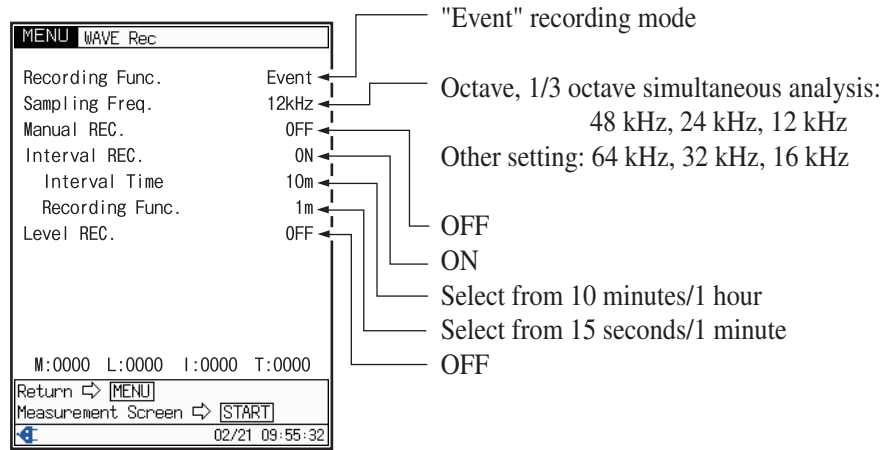 MENU WAVE Rec
Recording Func. Event
Sampling Freq. 12kHz
Manual REC. OFF
Interval REC. ON
Interval Time 10m
Recording Func. 1m
Level REC. OFF
M:0000 L:0000 I:0000 T:0000
Return ⇨ MENU
Measurement Screen ⇨ START
02/21 09:55:32
"Event" recording mode
Octave, 1/3 octave simultaneous analysis:
48 kHz, 24 kHz, 12 kHz
Other setting: 64 kHz, 32 kHz, 16 kHz
OFF
ON
Select from 10 minutes/1 hour
Select from 15 seconds/1 minute
OFF